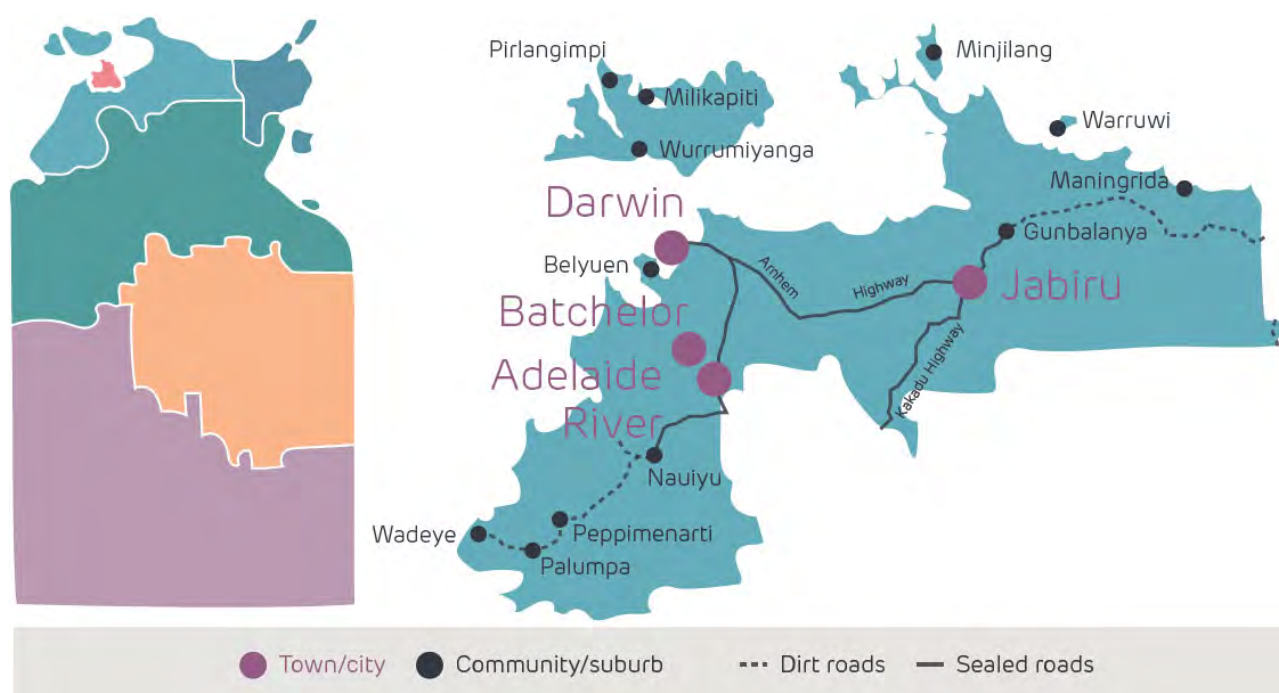 Pirlangimpi
Minjilang
Milikapiti
Warruwi
Wurrumiyanga
Maningrida
Darwin
Gunbalanya
Belyuen
Arnhem
Highway
Jabiru
Batchelor
Adelaide
River
Kakadu Highway
Nauiyu
Wadeye
Peppimenarti
Palumpa
Town/city
Community/suburb
Dirt roads
Sealed roads